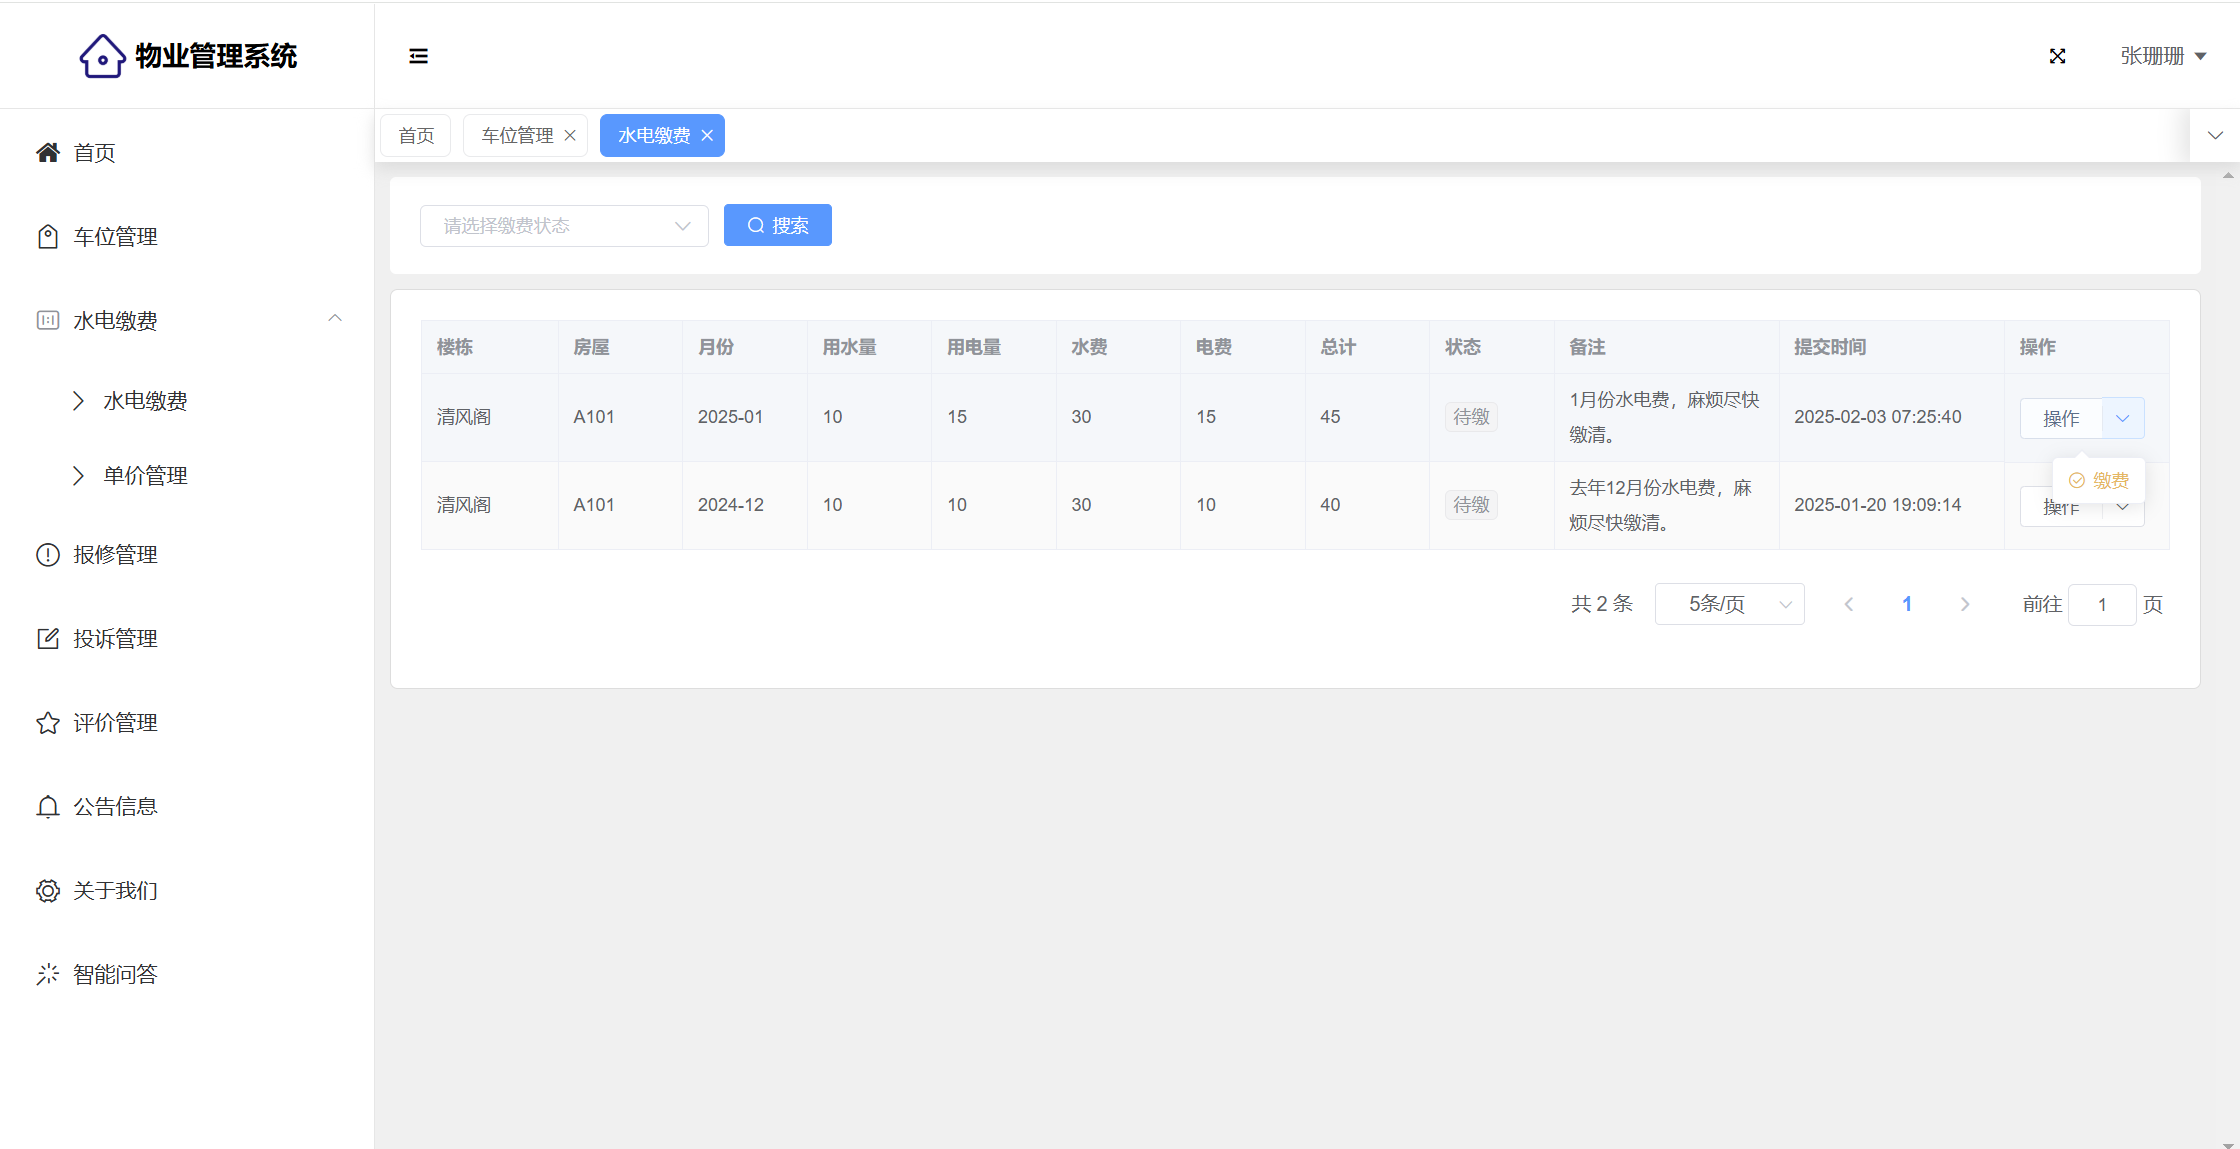 物业管理系统
张珊珊
首页
车位管理
水电缴费
水电缴费
单价管理
报修管理
投诉管理
评价管理
公告信息
关于我们
智能问答
首页 车位管理 水电缴费
请选择缴费状态 搜索
楼栋 房屋 月份 用水量 用电量 水费 电费 总计 状态 备注 提交时间 操作
清风阁 A101 2025-01 10 15 30 15 45 待缴 1月份水电费，麻烦尽快 2025-02-03 07:25:40 操作
缴清。
缴费
清风阁 A101 2024-12 10 10 30 10 40 待缴 去年12月份水电费，麻 2025-01-20 19:09:14 操作
烦尽快缴清。
共 2 条 5条/页 1 前往 1 页